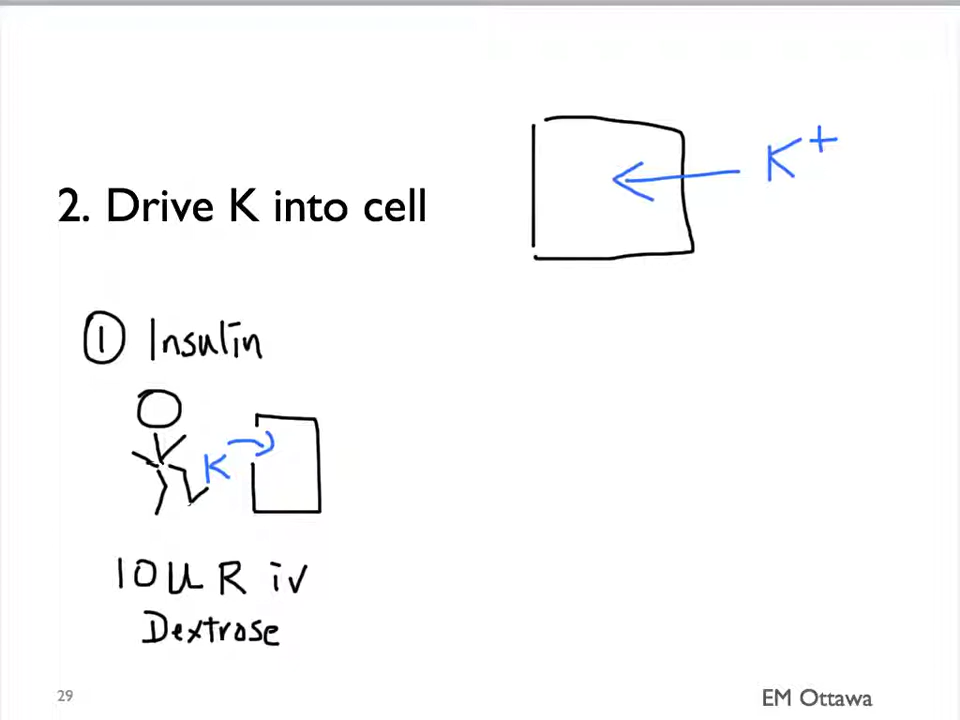 K+
2. Drive K into cell
① Insulin
K
10 U R iv
Dextrose
29
EM Ottawa